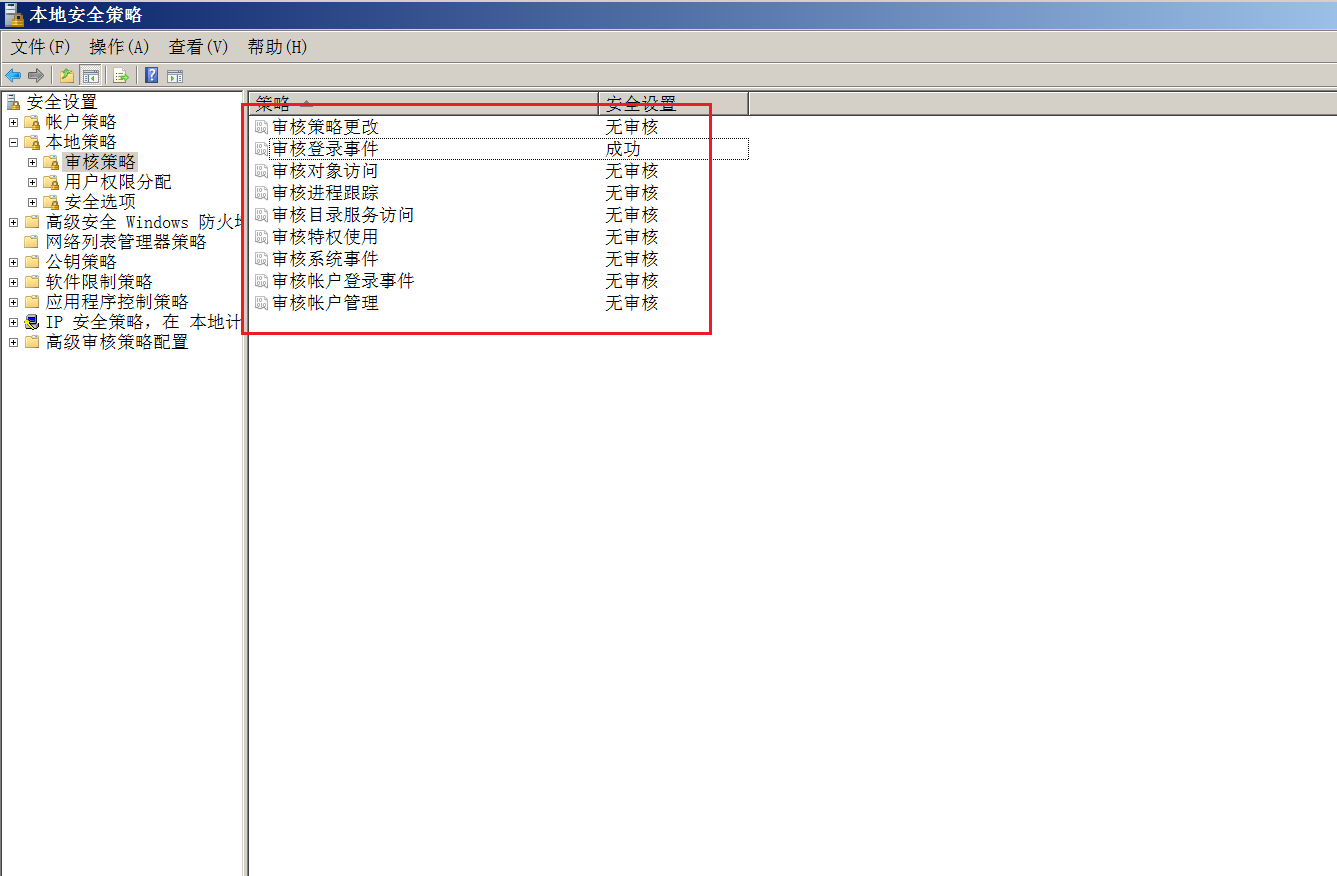 本地安全策略
文件(F) 操作(A) 查看(V) 帮助(H)
安全设置
帐户策略
本地策略
审核策略
用户权限分配
安全选项
高级安全 Windows 防火
网络列表管理器策略
公钥策略
软件限制策略
应用程序控制策略
IP 安全策略，在 本地计
高级审核策略配置
策略 安全设置
审核策略更改 无审核
审核登录事件 成功
审核对象访问 无审核
审核进程跟踪 无审核
审核目录服务访问 无审核
审核特权使用 无审核
审核系统事件 无审核
审核帐户登录事件 无审核
审核帐户管理 无审核